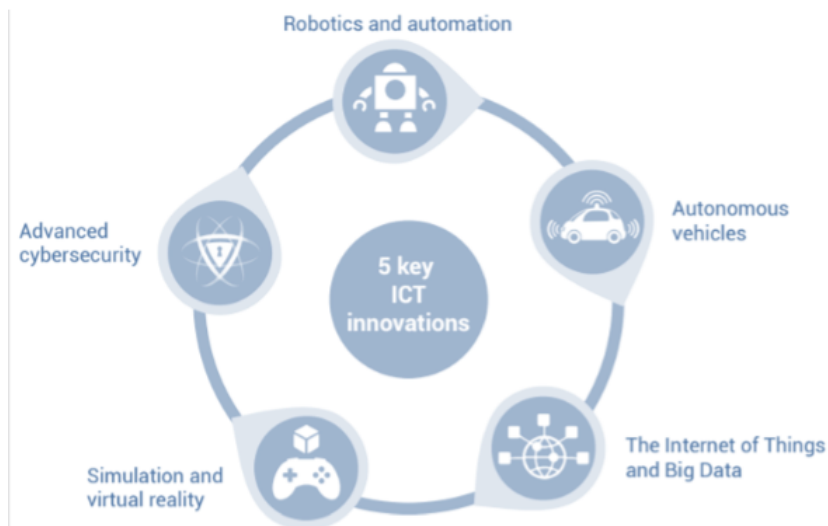 Robotics and automation
Autonomous
vehicles
The Internet of Things
and Big Data
Simulation and
virtual reality
Advanced
cybersecurity
5 key
ICT
innovations